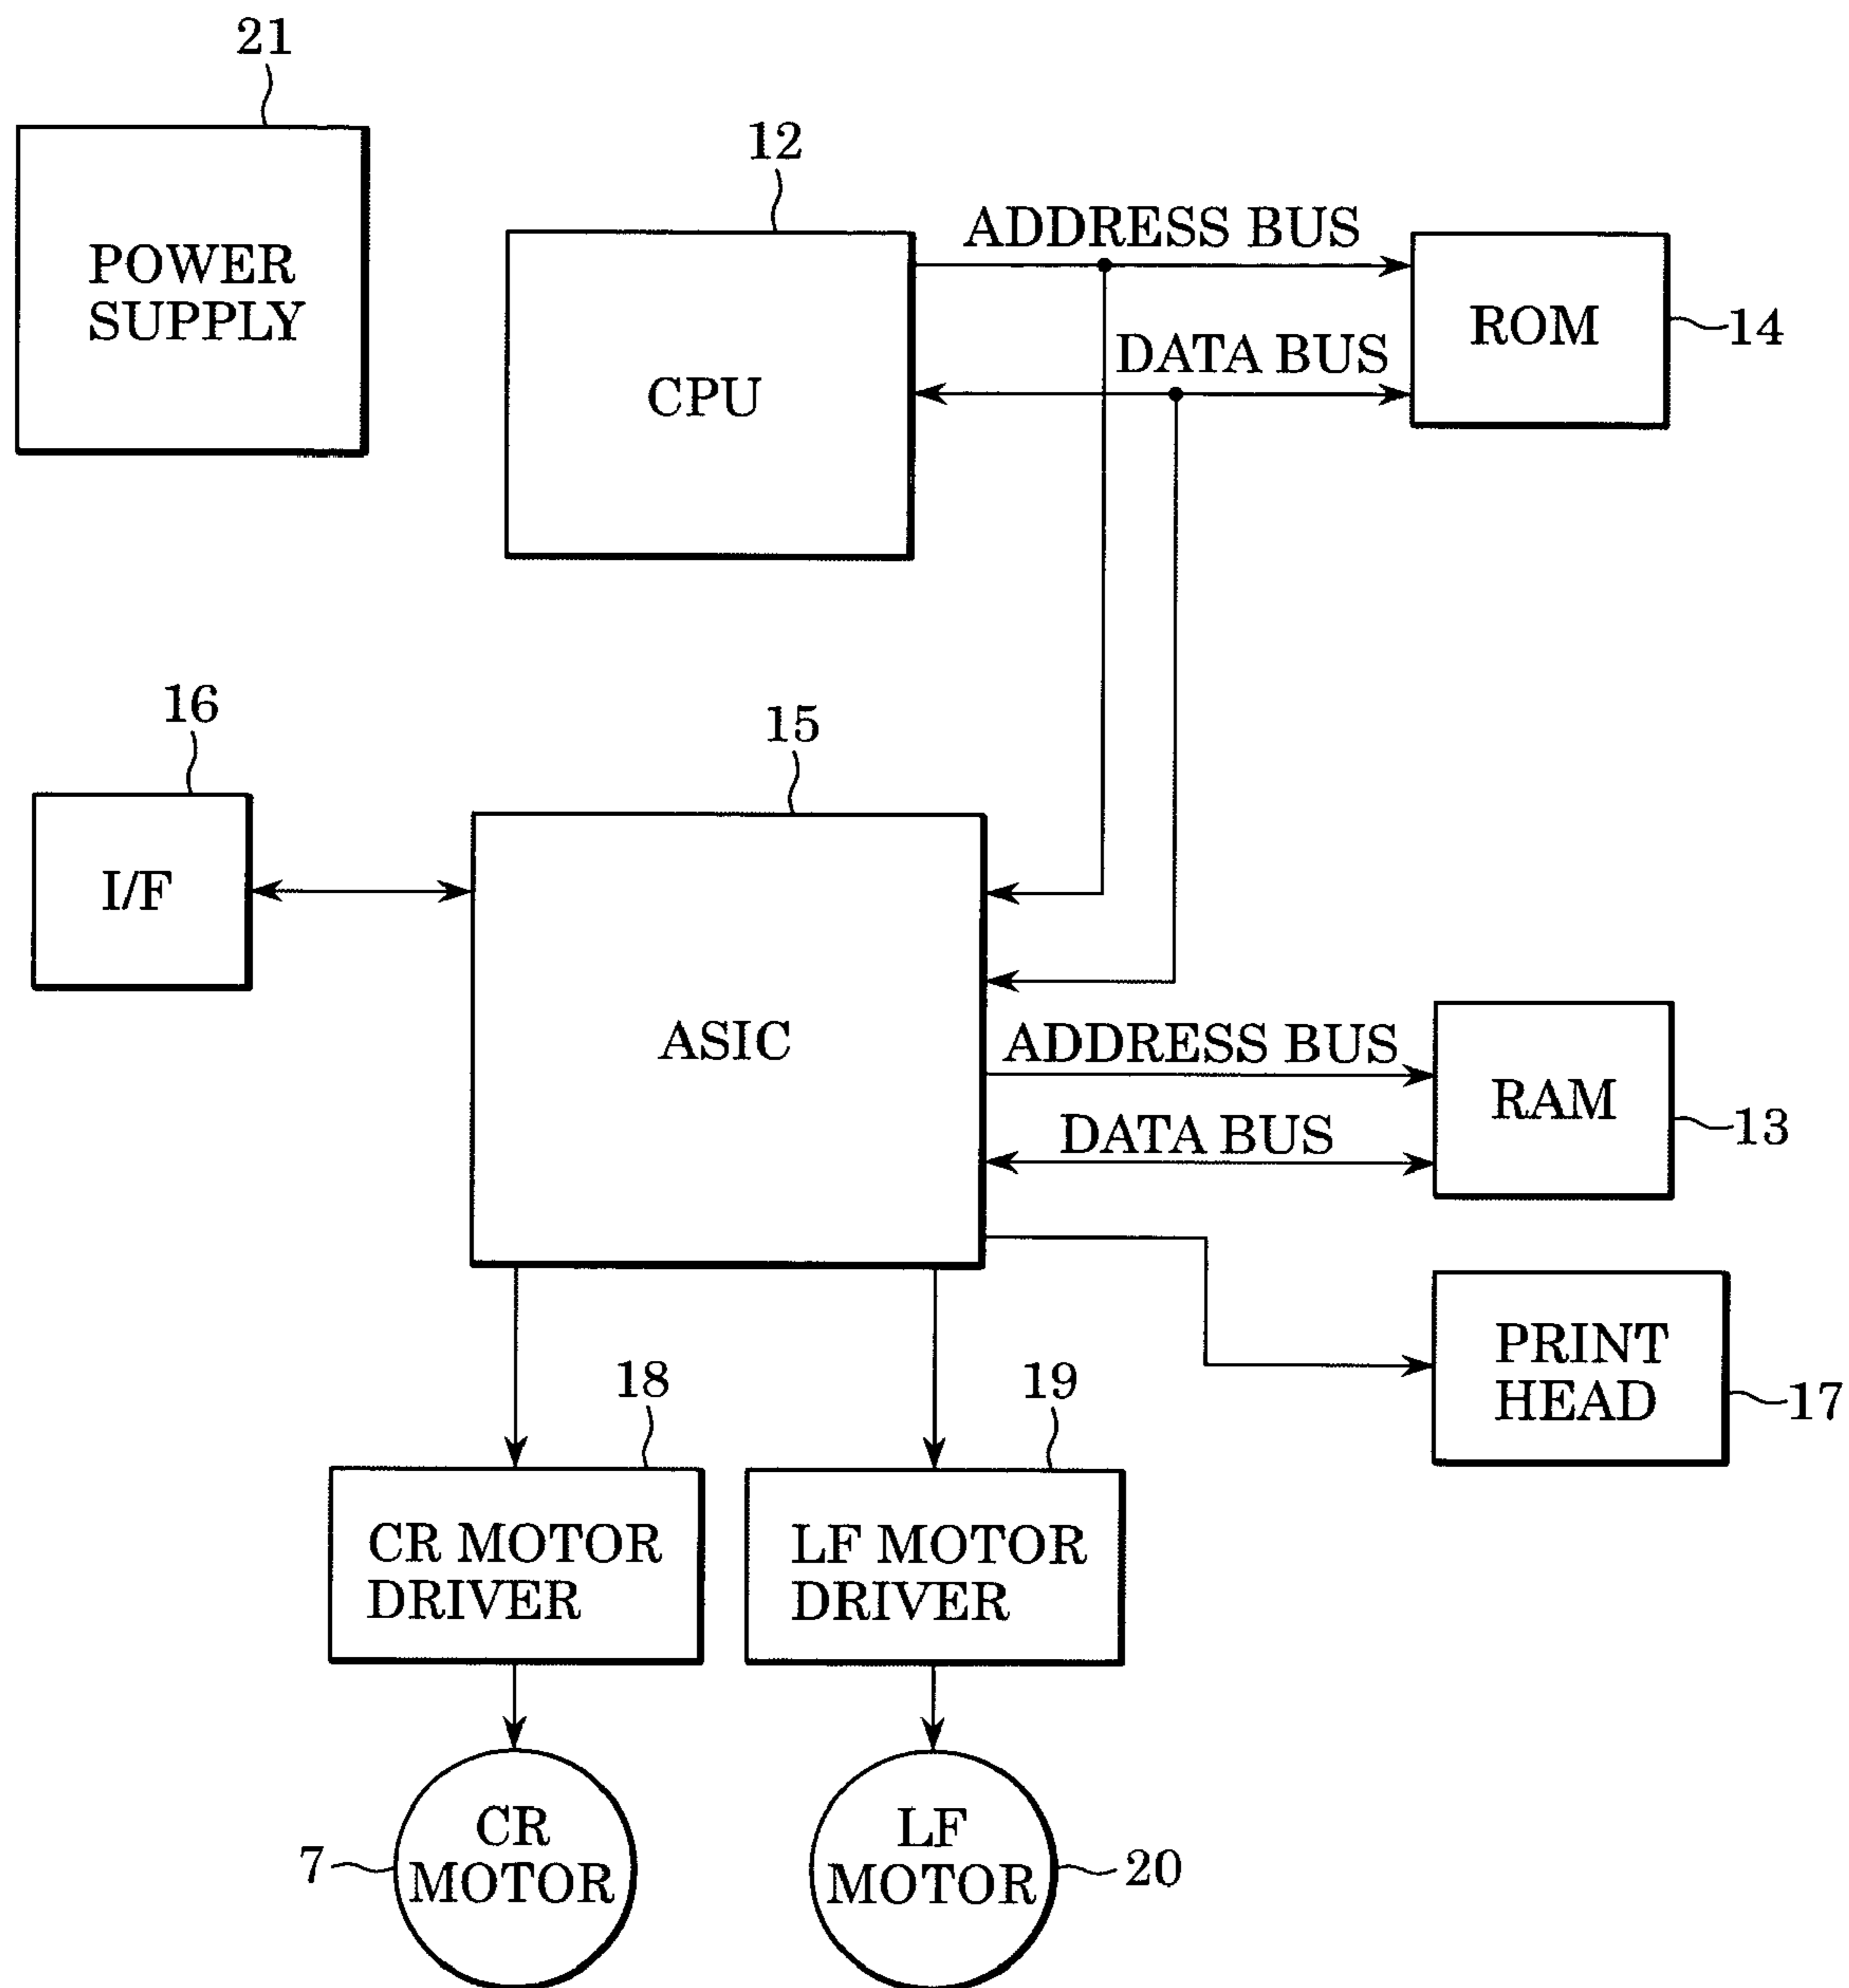 21
POWER
SUPPLY
12
CPU
ADDRESS BUS
DATA BUS
ROM
14
16
I/F
15
ASIC
ADDRESS BUS
DATA BUS
RAM
13
PRINT
HEAD
17
18
CR MOTOR
DRIVER
19
LF MOTOR
DRIVER
7
CR
MOTOR
LF
MOTOR
20